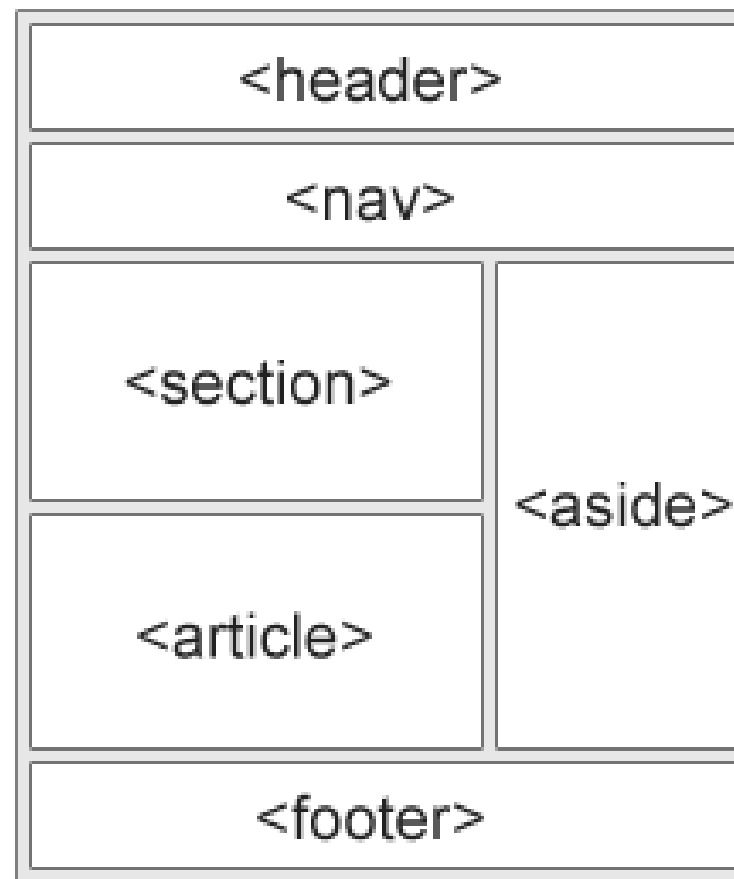 <header>
<nav>
<section>
<aside>
<article>
<footer>